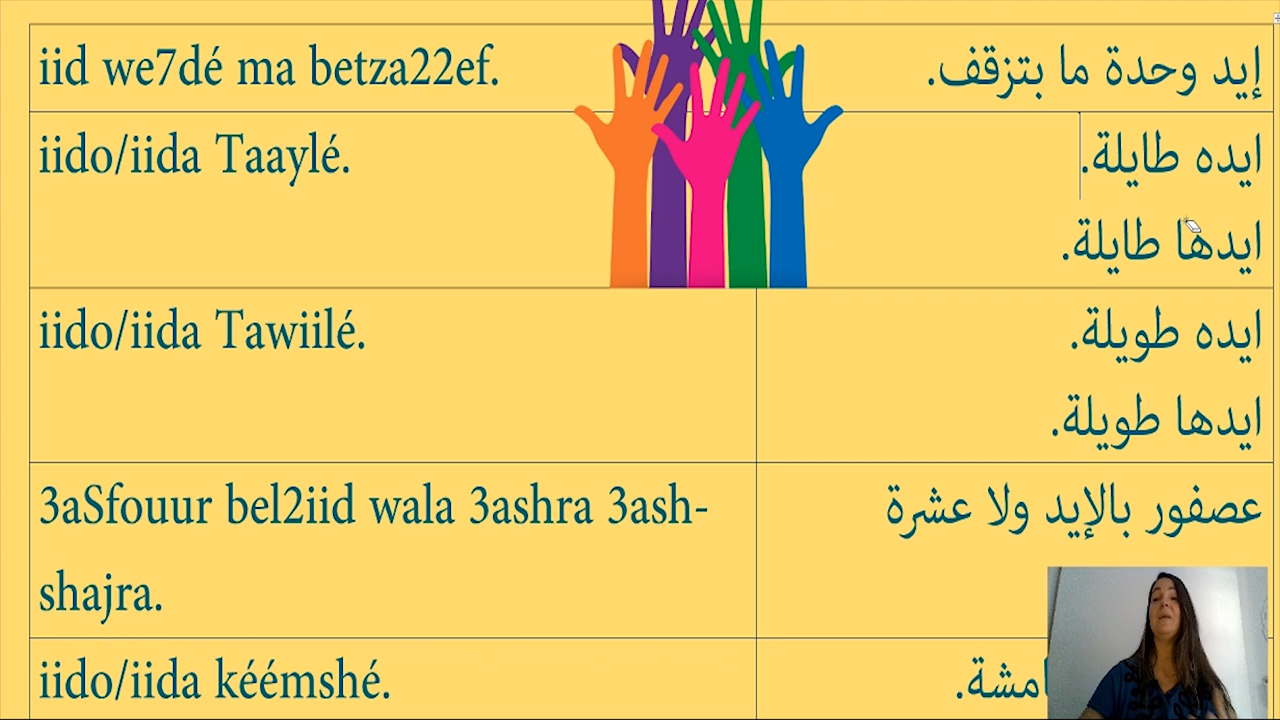 iid we7dé ma betza22ef.
إيد وحدة ما بتزقف.
iido/iida Taaylé.
ايده طايلة.
ايدها طايلة.
iido/iida Tawiilé.
ايده طويلة.
ايدها طويلة.
3aSfouur bel2iid wala 3ashra 3ash-
shajra.
عصفور بالإيد ولا عشرة
iido/iida kéémshé.